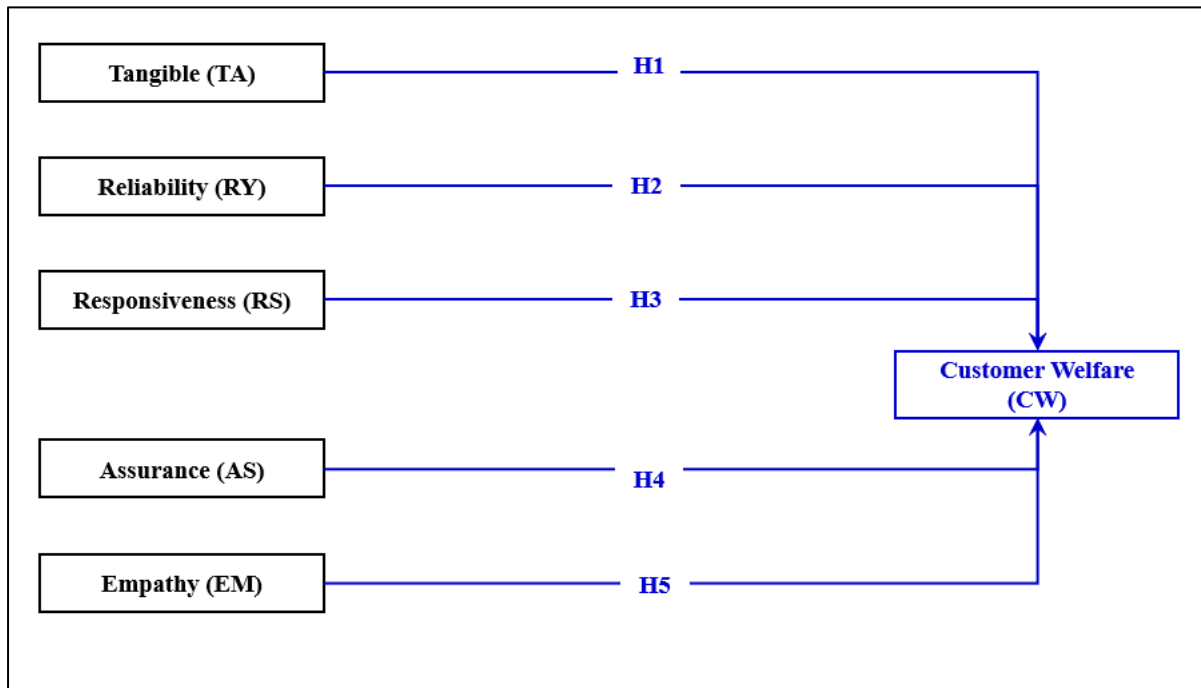 Tangible (TA)
H1
Reliability (RY)
H2
Responsiveness (RS)
H3
Customer Welfare
(CW)
Assurance (AS)
H4
Empathy (EM)
H5